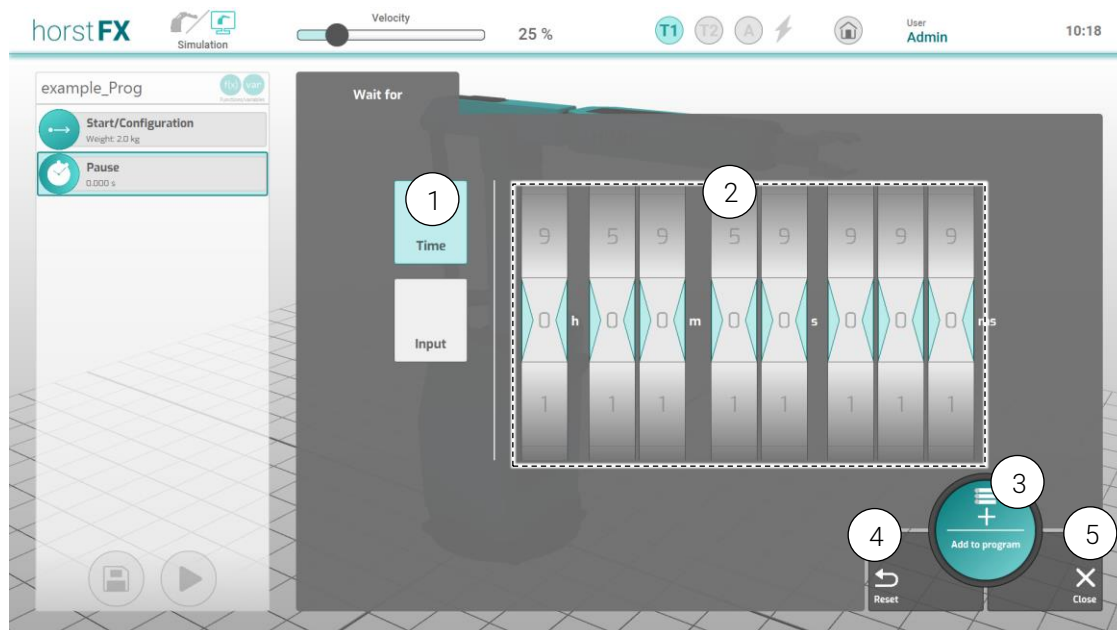 horstFX
Simulation
Velocity
25 %
T1 T2 A
User
Admin
10:18
example_Prog
f(x) var
Functions/variables
Start/Configuration
Weight: 2.0 kg
Pause
0.000 s
Wait for
1
Time
Input
2
9 5 9 5 9 9 9 9
0 h 0 0 m 0 0 s 0 0 0 ms
1 1 1 1 1 1 1 1
3
Add to program
4
Reset
5
Close